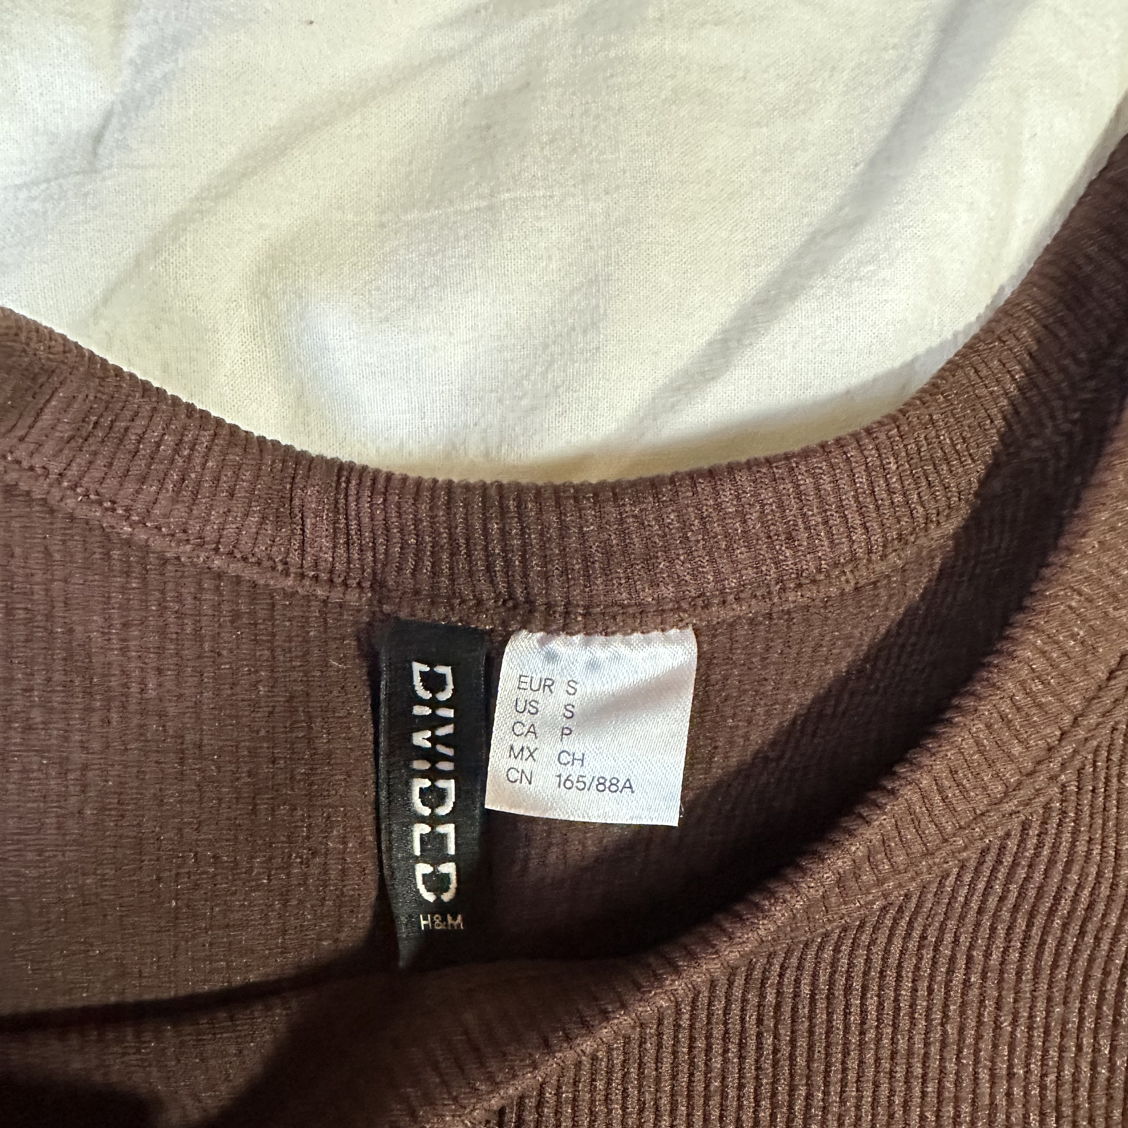 DIVIDED
H&M
EUR S
US S
CA P
MX CH
CN 165/88A